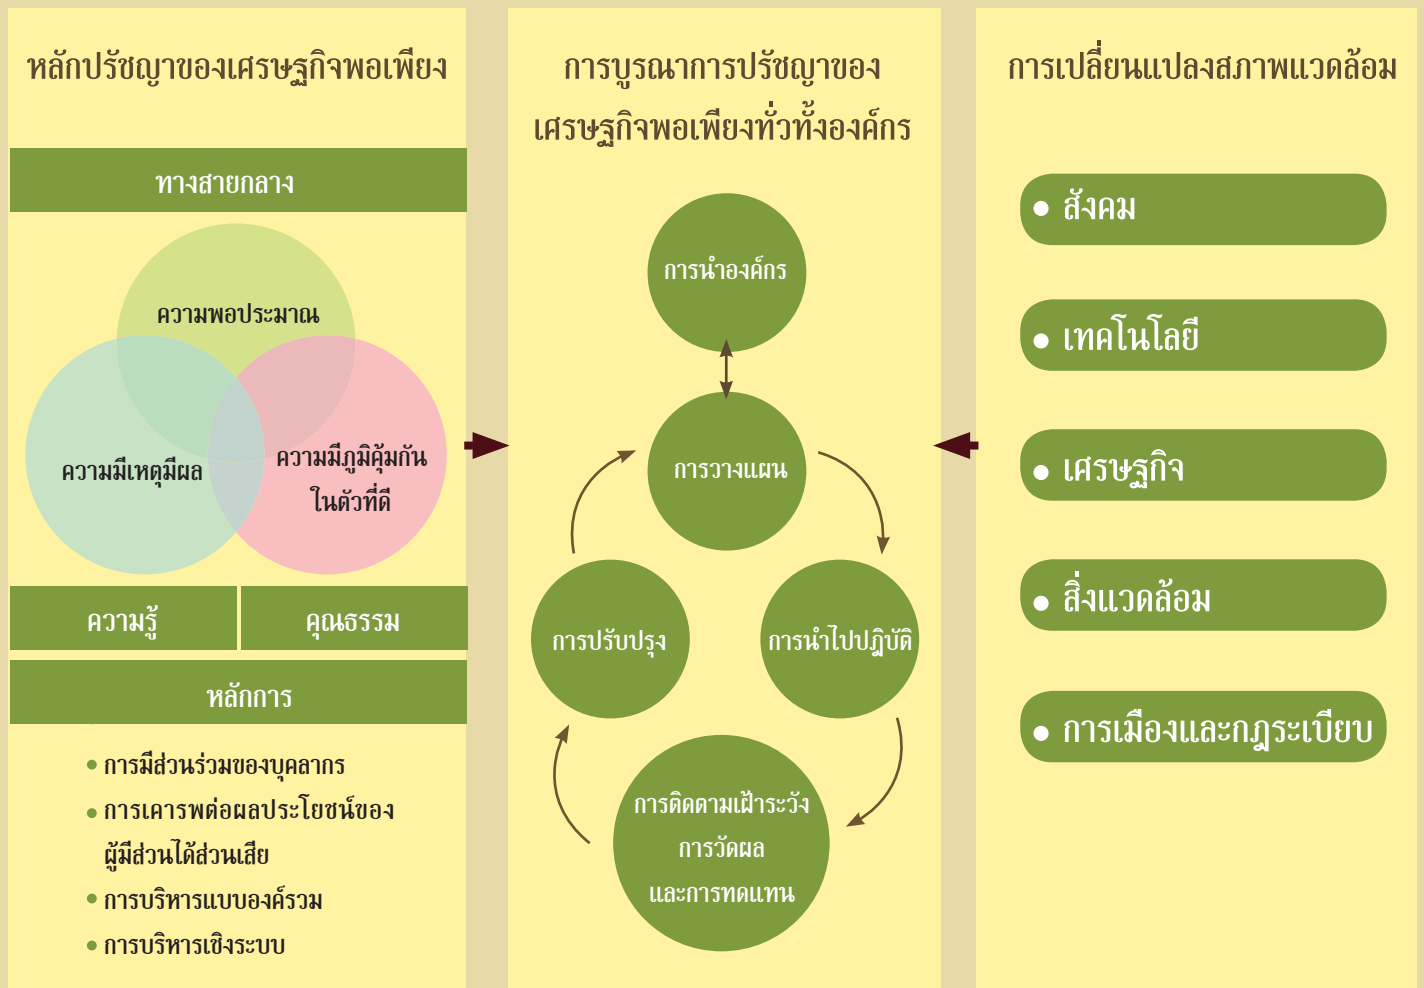 หลักปรัชญาของเศรษฐกิจพอเพียง
ทางสายกลาง
ความพอประมาณ
ความมีเหตุมีผล
ความมีภูมิคุ้มกัน
ในตัวที่ดี
ความรู้
คุณธรรม
หลักการ
• การมีส่วนร่วมของบุคลากร
• การเคารพต่อผลประโยชน์ของ
ผู้มีส่วนได้ส่วนเสีย
• การบริหารแบบองค์รวม
• การบริหารเชิงระบบ
การบูรณาการปรัชญาของ
เศรษฐกิจพอเพียงทั่วทั้งองค์กร
การนำองค์กร
การวางแผน
การปรับปรุง
การนำไปปฏิบัติ
การติดตามเฝ้าระวัง
การวัดผล
และการทดแทน
การเปลี่ยนแปลงสภาพแวดล้อม
• สังคม
• เทคโนโลยี
• เศรษฐกิจ
• สิ่งแวดล้อม
• การเมืองและกฎระเบียบ